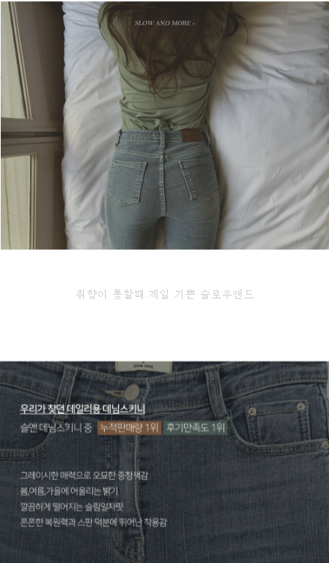 SLOW AND MORE -
취향이 통할때 제일 기쁜 슬로우앤드
우리가 찾던 데일리용 데님스키니
슬앤 데님스키니 중 누적판매량 1위 후기만족도 1위
그레이시한 매력으로 오묘한 중청색감
봄,여름,가을에 어울리는 밝기
깔끔하게 떨어지는 슬림일자핏
쫀쫀한 복원력과 스판 덕분에 뛰어난 착용감